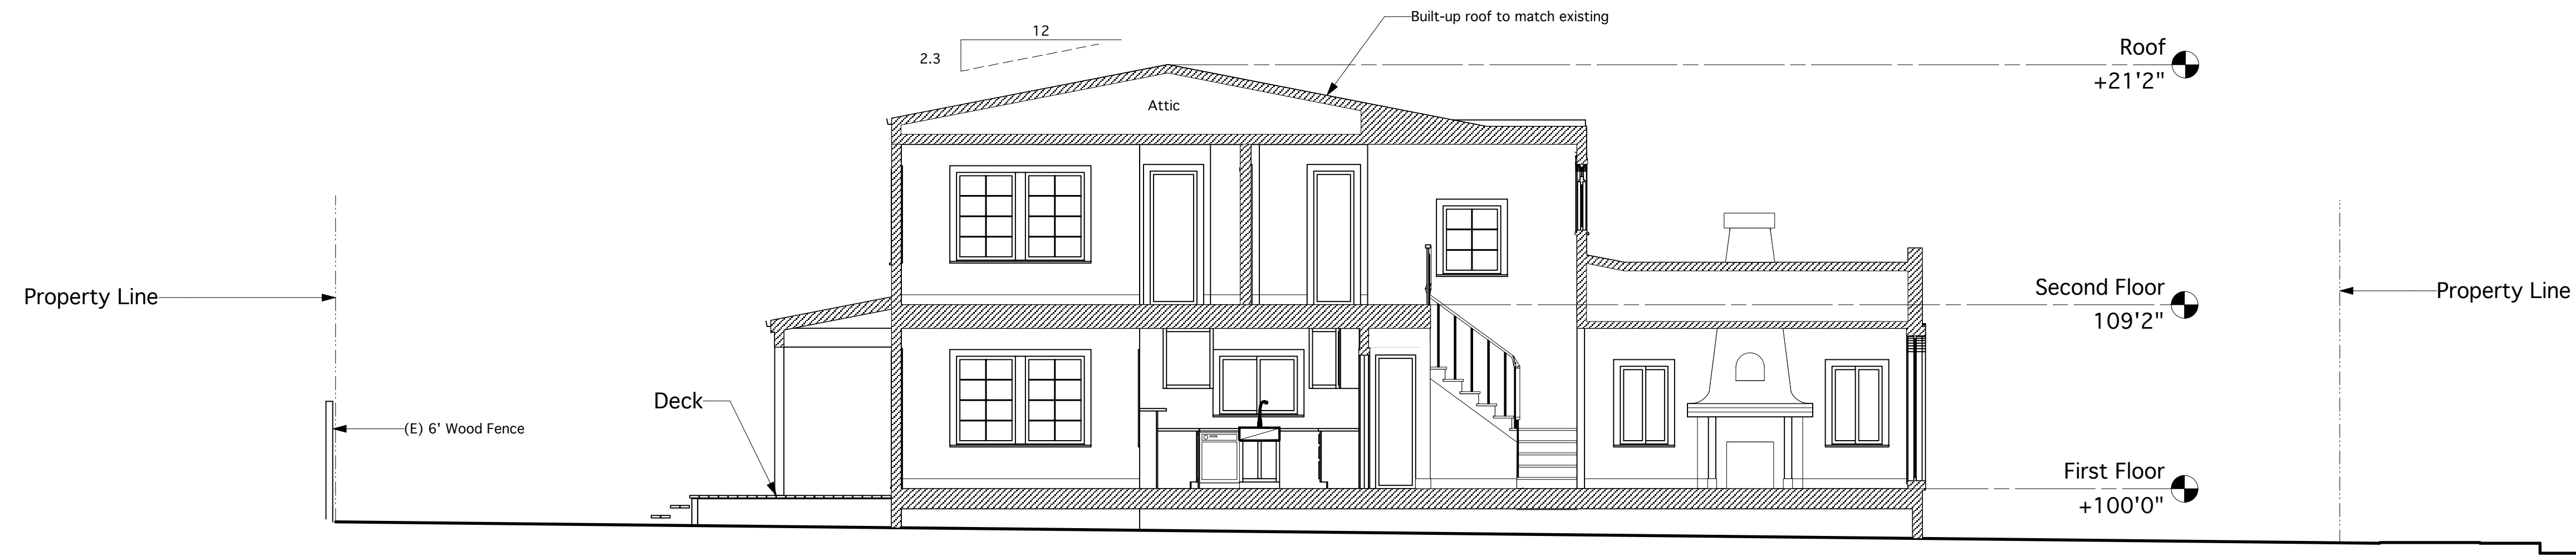 Built-up roof to match existing
12
2.3
Roof
+21'2"
Attic
Property Line
Second Floor
109'2"
Property Line
Deck
(E) 6' Wood Fence
First Floor
+100'0"